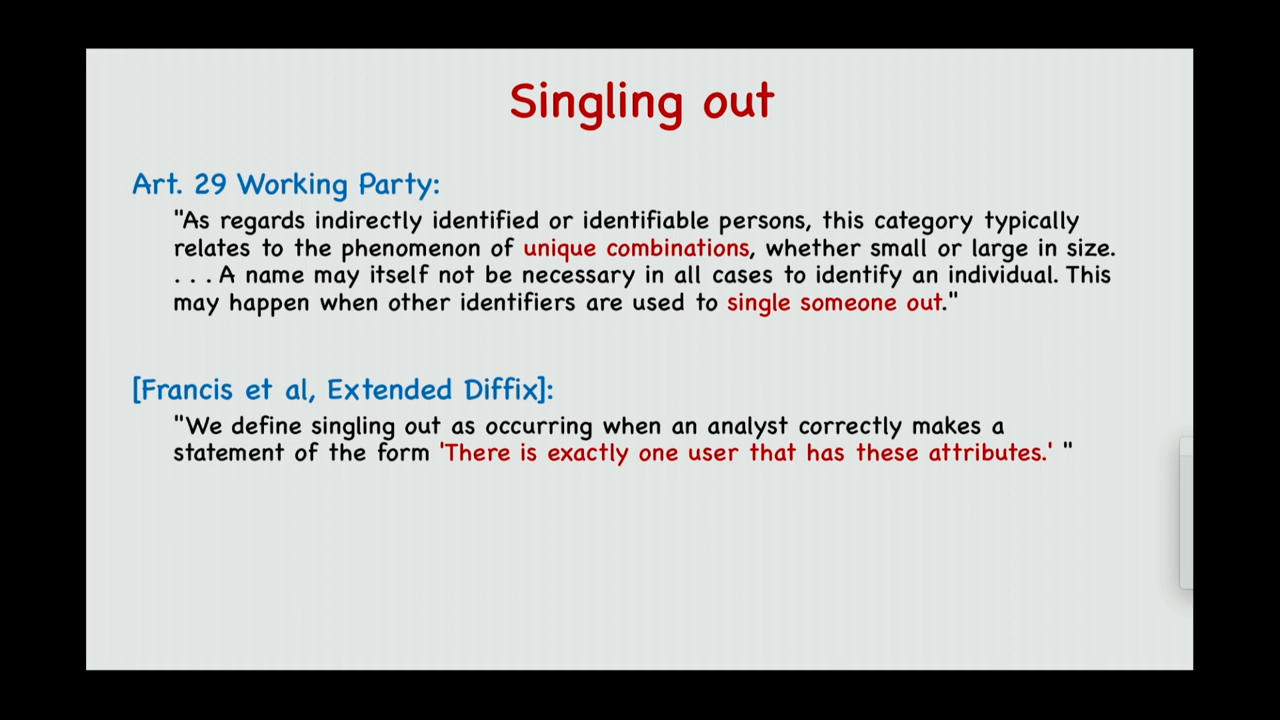 Singling out
Art. 29 Working Party:
"As regards indirectly identified or identifiable persons, this category typically
relates to the phenomenon of unique combinations, whether small or large in size.
. . . A name may itself not be necessary in all cases to identify an individual. This
may happen when other identifiers are used to single someone out."
[Francis et al, Extended Diffix]:
"We define singling out as occurring when an analyst correctly makes a
statement of the form 'There is exactly one user that has these attributes.' "